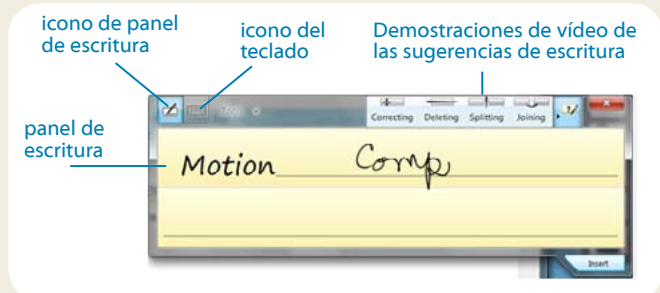 icono de panel
de escritura
icono del
teclado
Demostraciones de vídeo de
las sugerencias de escritura
Tools
Correcting Deleting Splitting Joining
panel de
escritura
Motion Comp
Insert